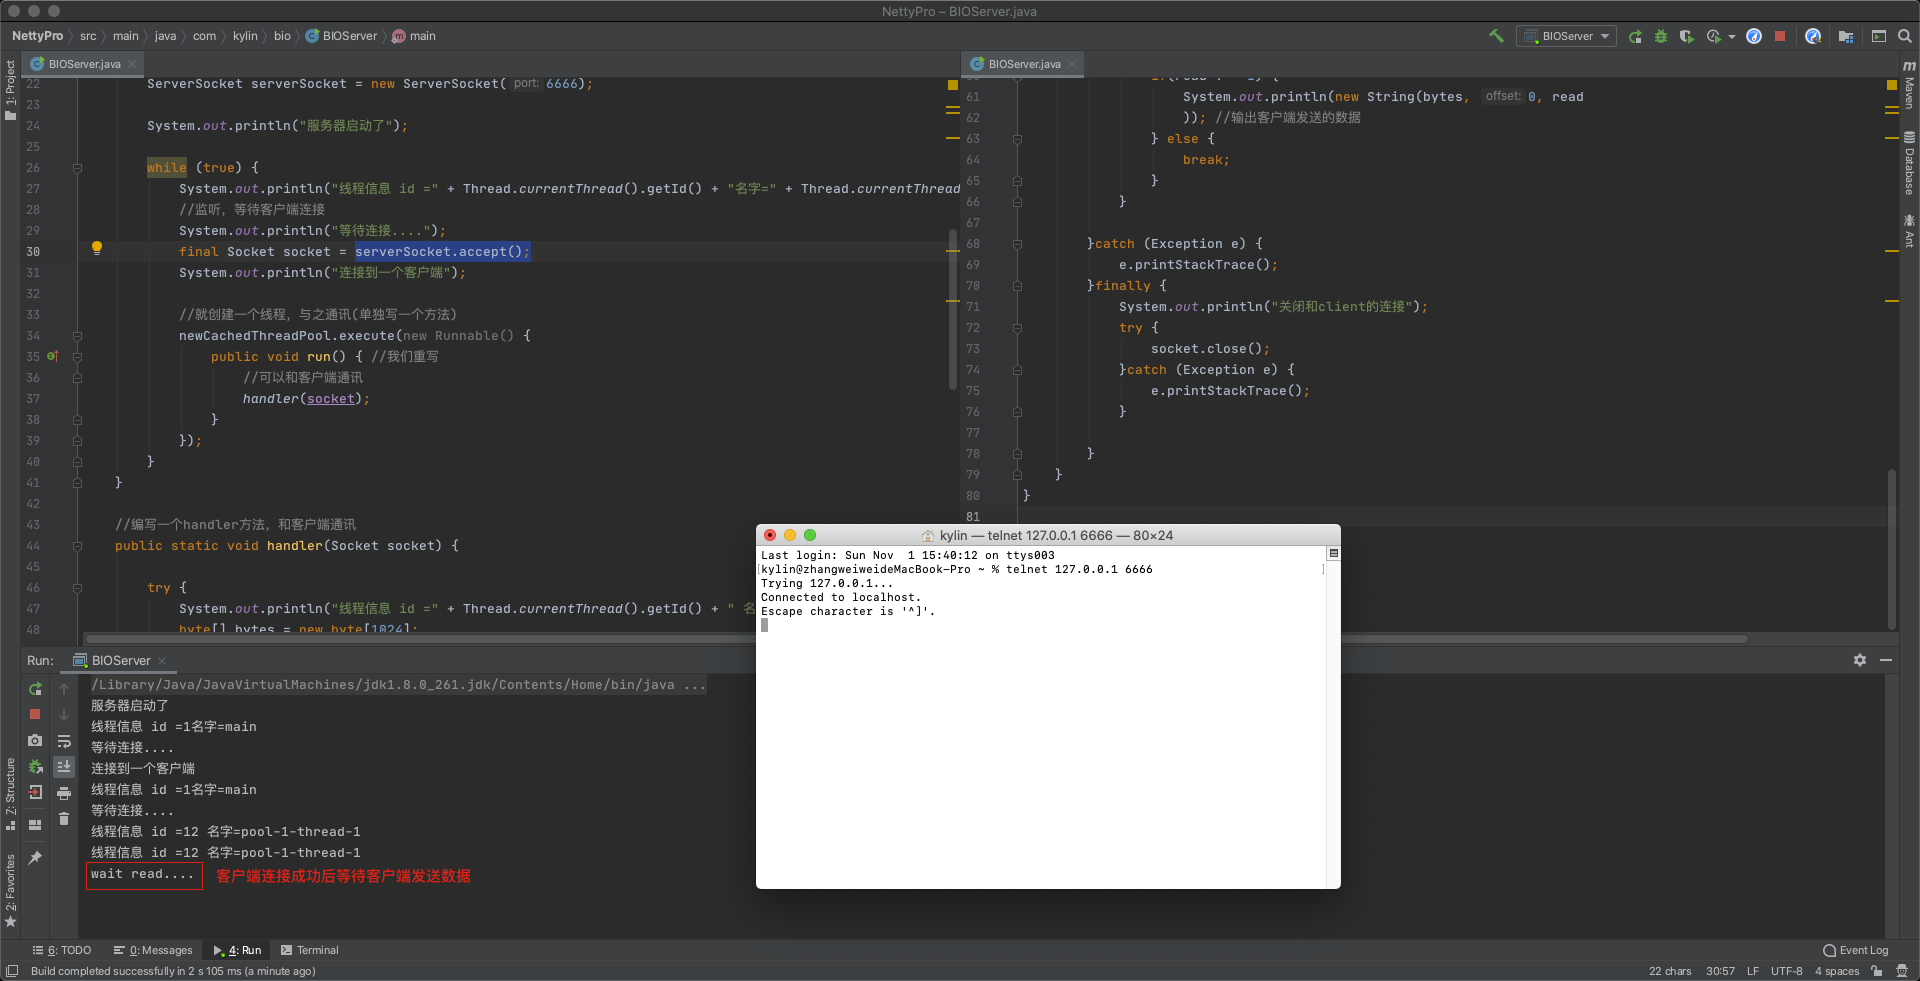 NettyPro – BIOServer.java
NettyPro 〉 src 〉 main 〉 java 〉 com 〉 kylin 〉 bio 〉 BIOServer 〉 main
BIOServer
BIOServer.java
BIOServer.java
1: Project
Z: Structure
2: Favorites
Maven
Database
Ant
22 ServerSocket serverSocket = new ServerSocket( port: 6666);
23
24 System.out.println("服务器启动了");
25
26 while (true) {
27 System.out.println("线程信息 id =" + Thread.currentThread().getId() + "名字=" + Thread.currentThread
28 //监听，等待客户端连接
29 System.out.println("等待连接....");
30 final Socket socket = serverSocket.accept();
31 System.out.println("连接到一个客户端");
32
33 //就创建一个线程，与之通讯(单独写一个方法)
34 newCachedThreadPool.execute(new Runnable() {
35 public void run() { //我们重写
36 //可以和客户端通讯
37 handler(socket);
38 }
39 });
40 }
41 }
42
43 //编写一个handler方法，和客户端通讯
44 public static void handler(Socket socket) {
45
46 try {
47 System.out.println("线程信息 id =" + Thread.currentThread().getId() + " 名
48 byte[] bytes = new byte[1024];
61 System.out.println(new String(bytes, offset: 0, read
62 )); //输出客户端发送的数据
63 } else {
64 break;
65 }
66 }
67
68 }catch (Exception e) {
69 e.printStackTrace();
70 }finally {
71 System.out.println("关闭和client的连接");
72 try {
73 socket.close();
74 }catch (Exception e) {
75 e.printStackTrace();
76 }
77
78 }
79 }
80 }
81
kylin — telnet 127.0.0.1 6666 — 80×24
Last login: Sun Nov  1 15:40:12 on ttys003
[kylin@zhangweiweideMacBook-Pro ~ % telnet 127.0.0.1 6666 ]
Trying 127.0.0.1...
Connected to localhost.
Escape character is '^]'.
Run: BIOServer
/Library/Java/JavaVirtualMachines/jdk1.8.0_261.jdk/Contents/Home/bin/java ...
服务器启动了
线程信息 id =1名字=main
等待连接....
连接到一个客户端
线程信息 id =1名字=main
等待连接....
线程信息 id =12 名字=pool-1-thread-1
线程信息 id =12 名字=pool-1-thread-1
wait read.... 客户端连接成功后等待客户端发送数据
6: TODO 0: Messages 4: Run Terminal Event Log
Build completed successfully in 2 s 105 ms (a minute ago) 22 chars 30:57 LF UTF-8 4 spaces